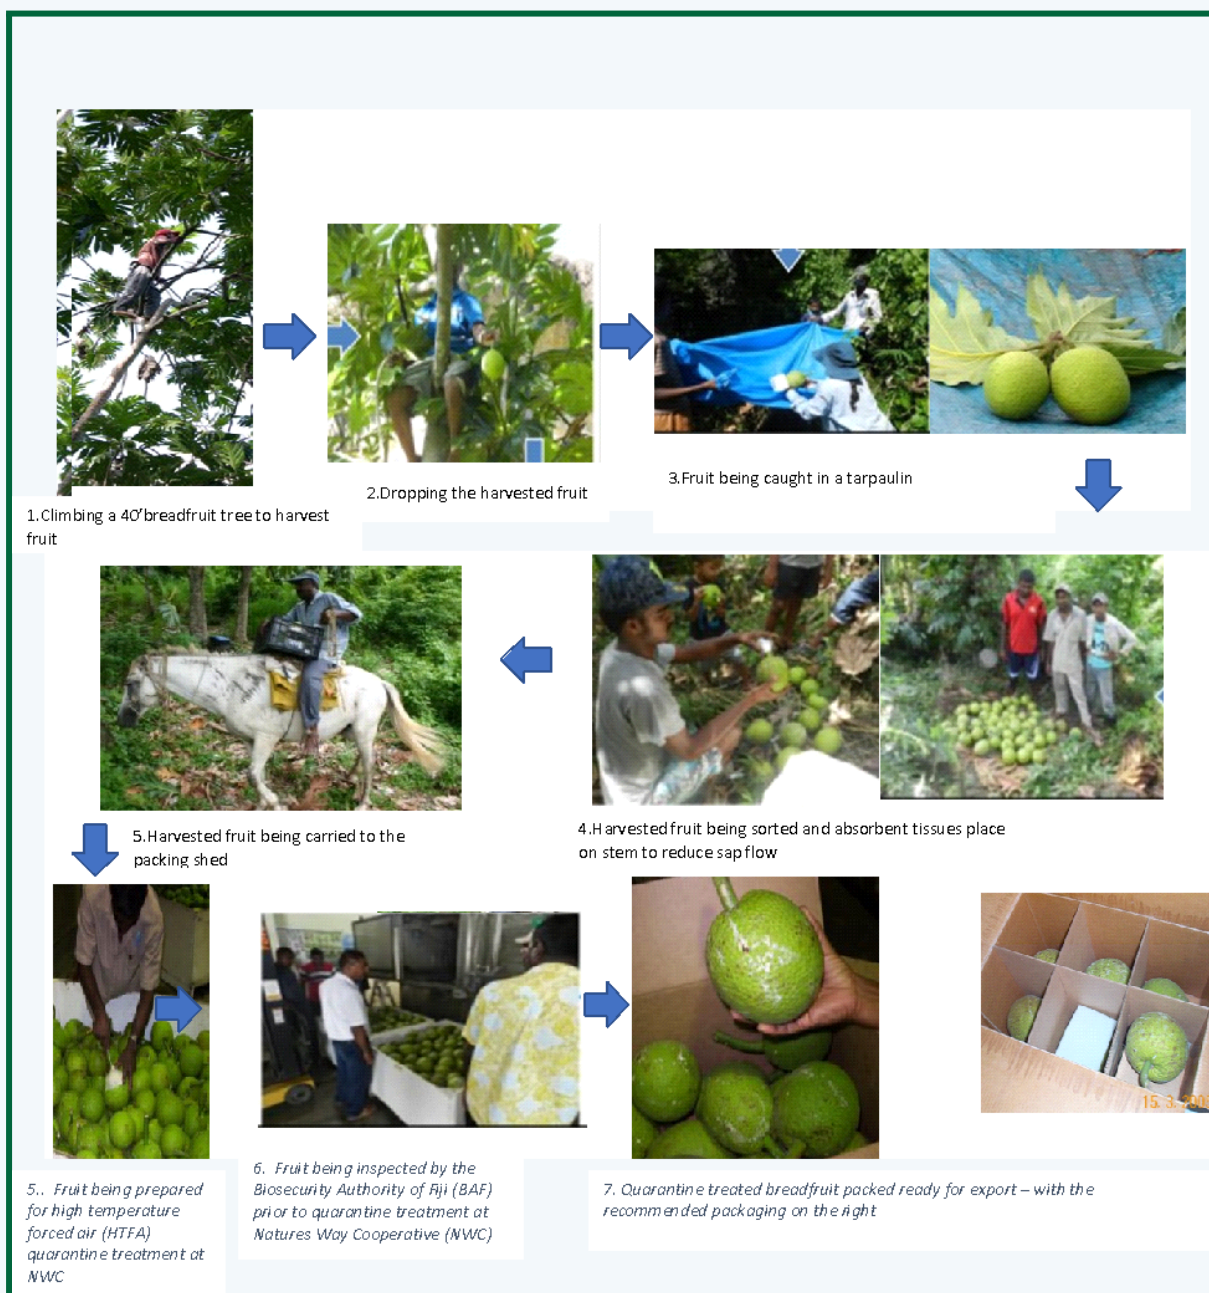 1.Climbing a 40'breadfruit tree to harvest
fruit
2.Dropping the harvested fruit
3.Fruit being caught in a tarpaulin
4.Harvested fruit being sorted and absorbent tissues place
on stem to reduce sap flow
5.Harvested fruit being carried to the
packing shed
5.. Fruit being prepared
for high temperature
forced air (HTFA)
quarantine treatment at
NWC
6. Fruit being inspected by the
Biosecurity Authority of Fiji (BAF)
prior to quarantine treatment at
Natures Way Cooperative (NWC)
7. Quarantine treated breadfruit packed ready for export – with the
recommended packaging on the right
15. 3.